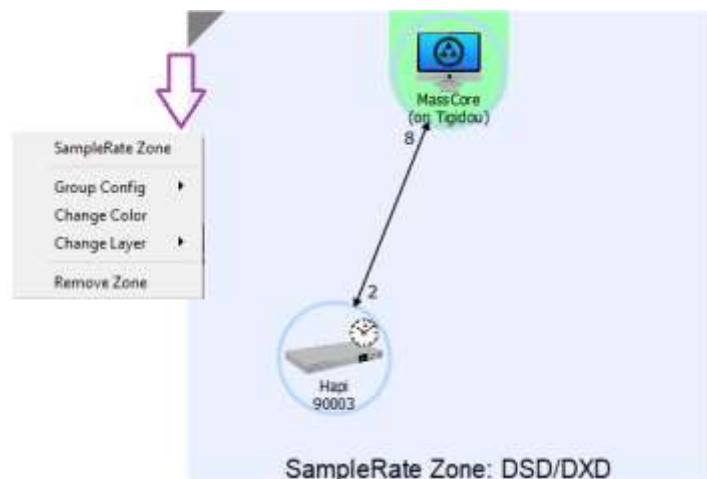 MassCore
(on Tigidou)
8
SampleRate Zone
Group Config
Change Color
Change Layer
Remove Zone
2
Hapi
90003
SampleRate Zone: DSD/DXD